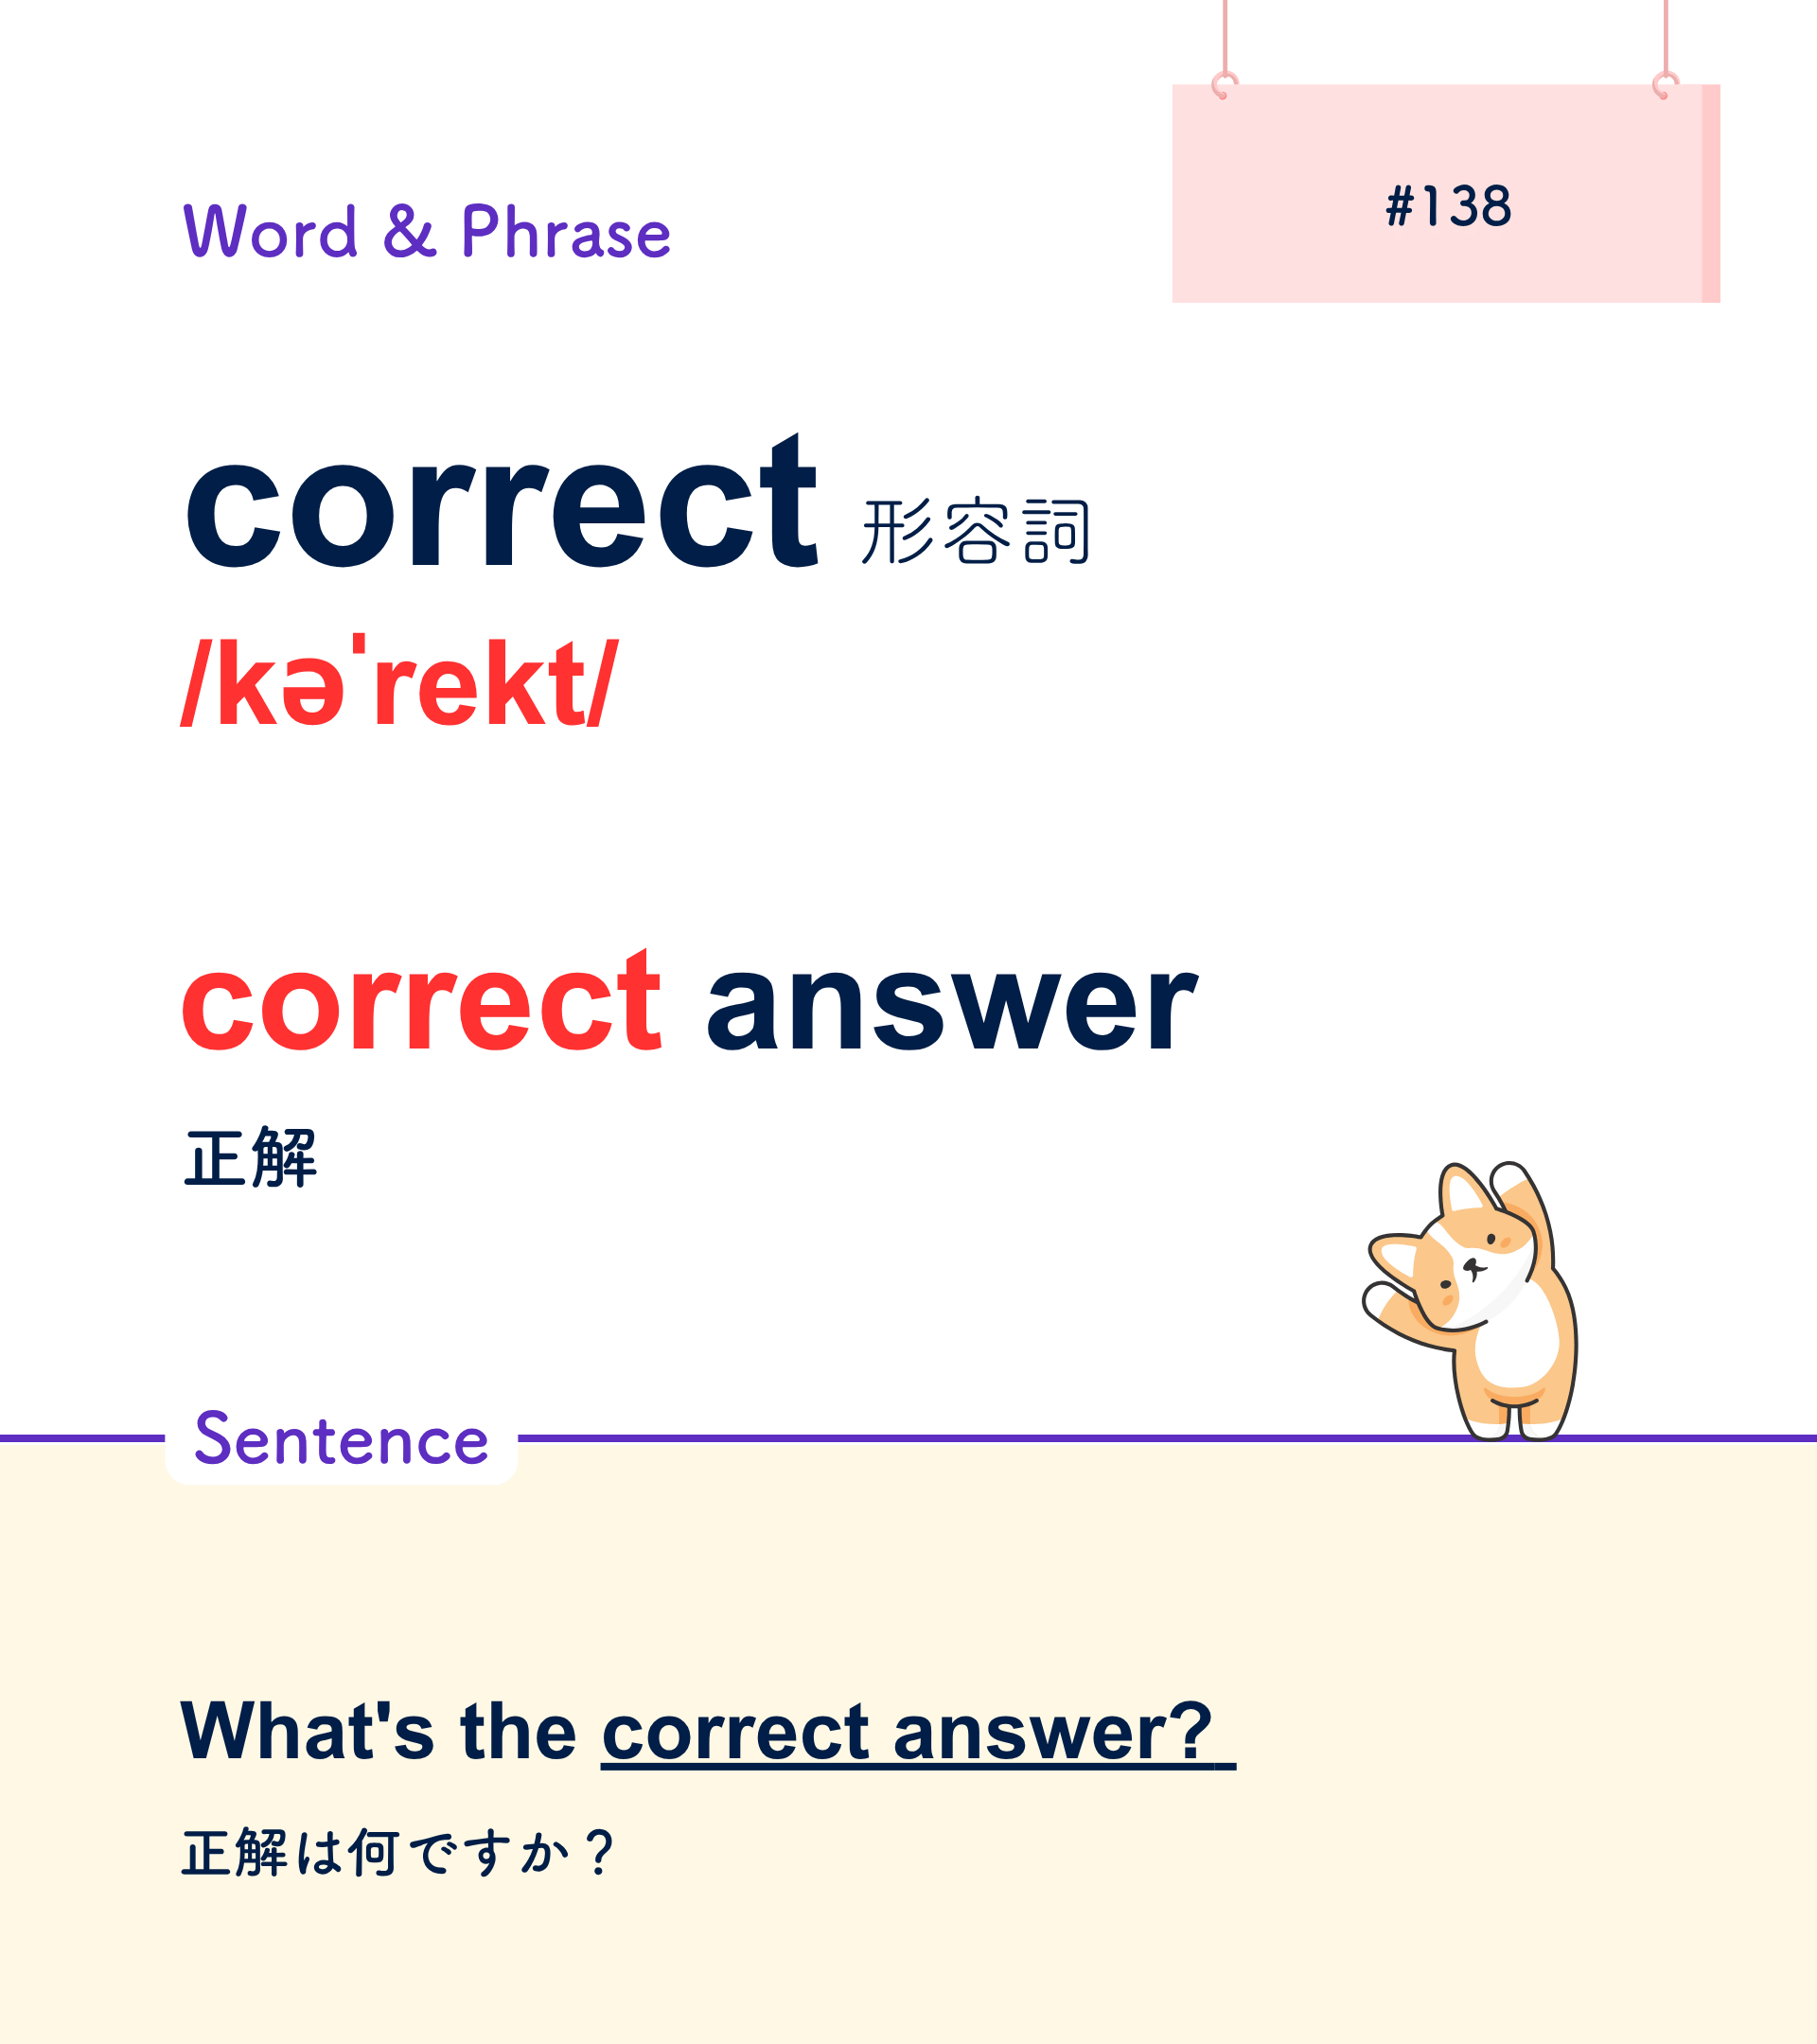 #138
Word & Phrase
correct 形容詞
/kəˈrekt/
correct answer
正解
Sentence
What's the correct answer?
正解は何ですか？